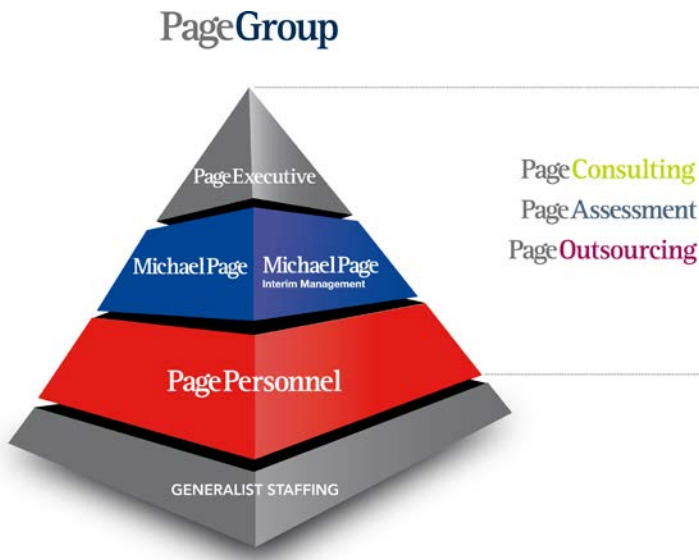 PageGroup
PageExecutive
MichaelPage
MichaelPage
Interim Management
PagePersonnel
GENERALIST STAFFING
PageConsulting
PageAssessment
PageOutsourcing